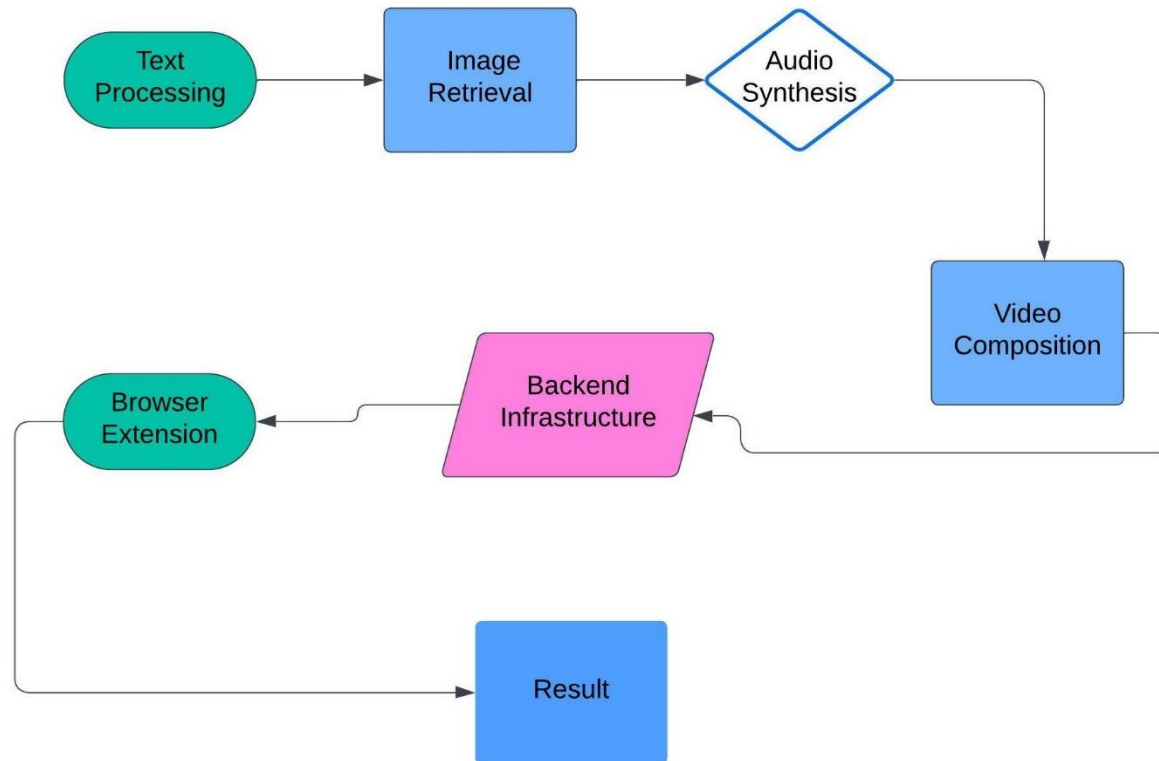 Text
Processing
Image
Retrieval
Audio
Synthesis
Video
Composition
Backend
Infrastructure
Browser
Extension
Result